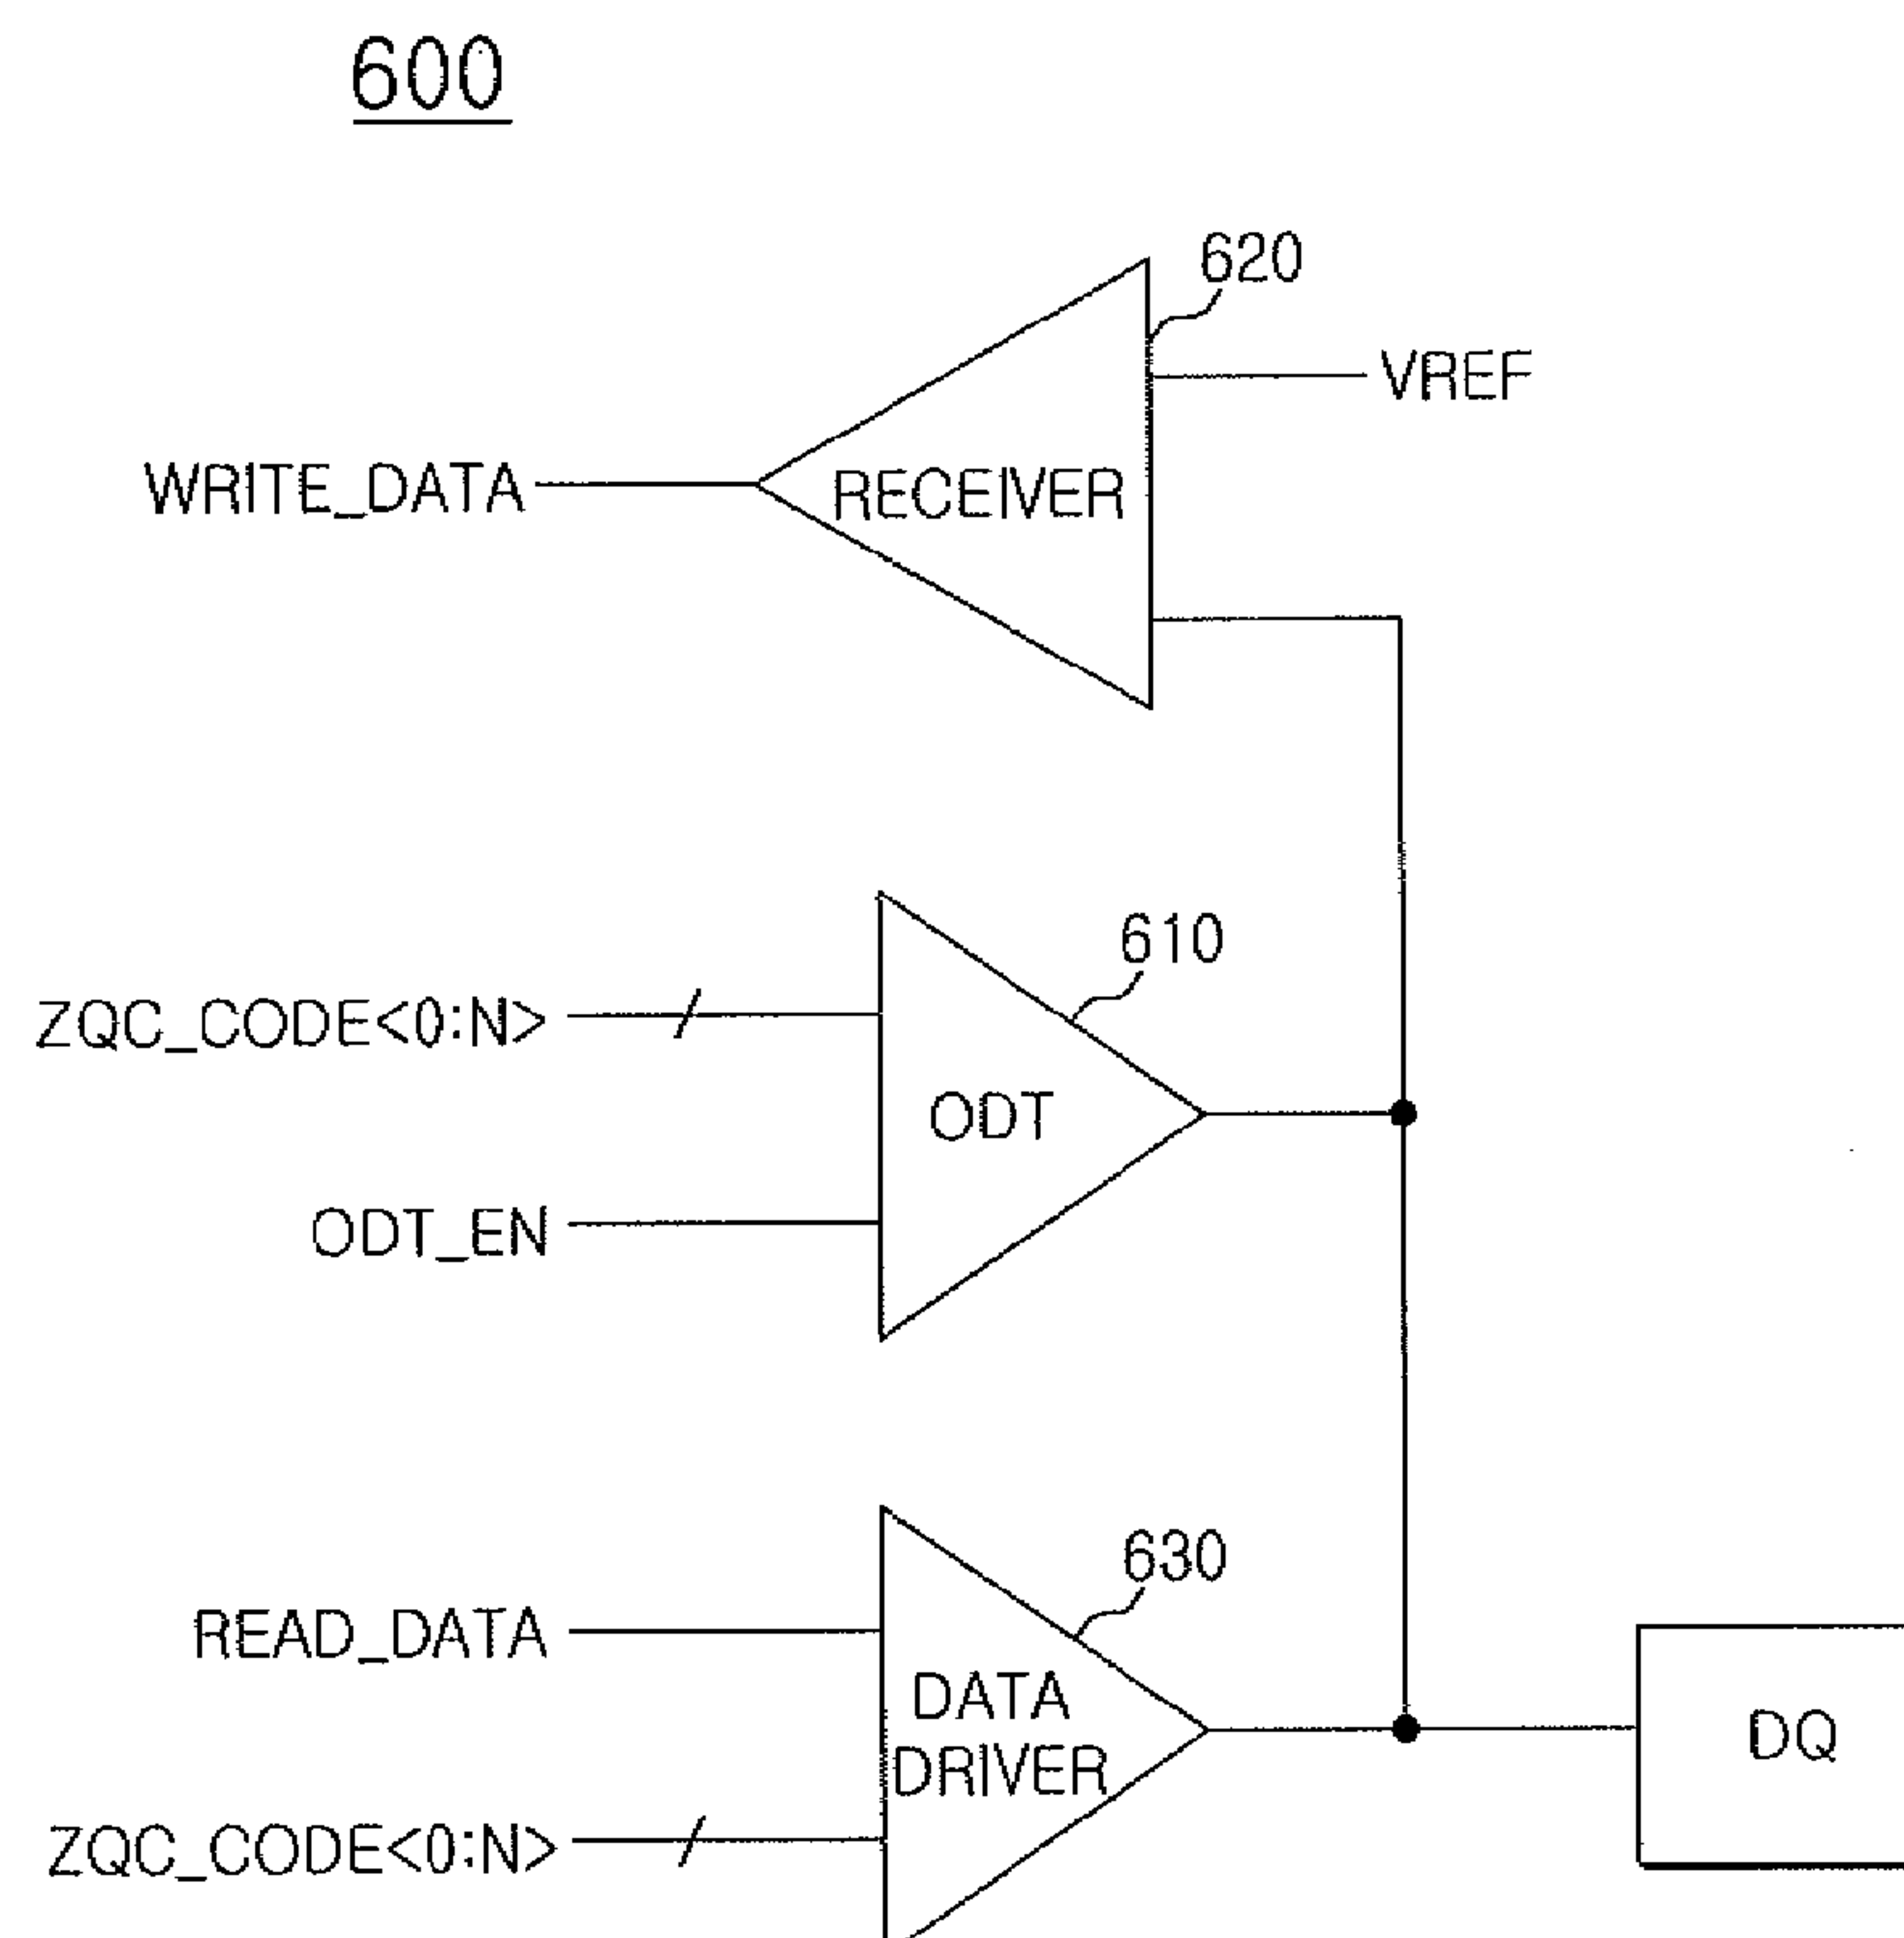 600
620
VREF
WRITE_DATA
RECEIVER
610
ZQC_CODE<0:N>
ODT
ODT_EN
630
READ_DATA
DATA
DRIVER
DQ
ZQC_CODE<0:N>